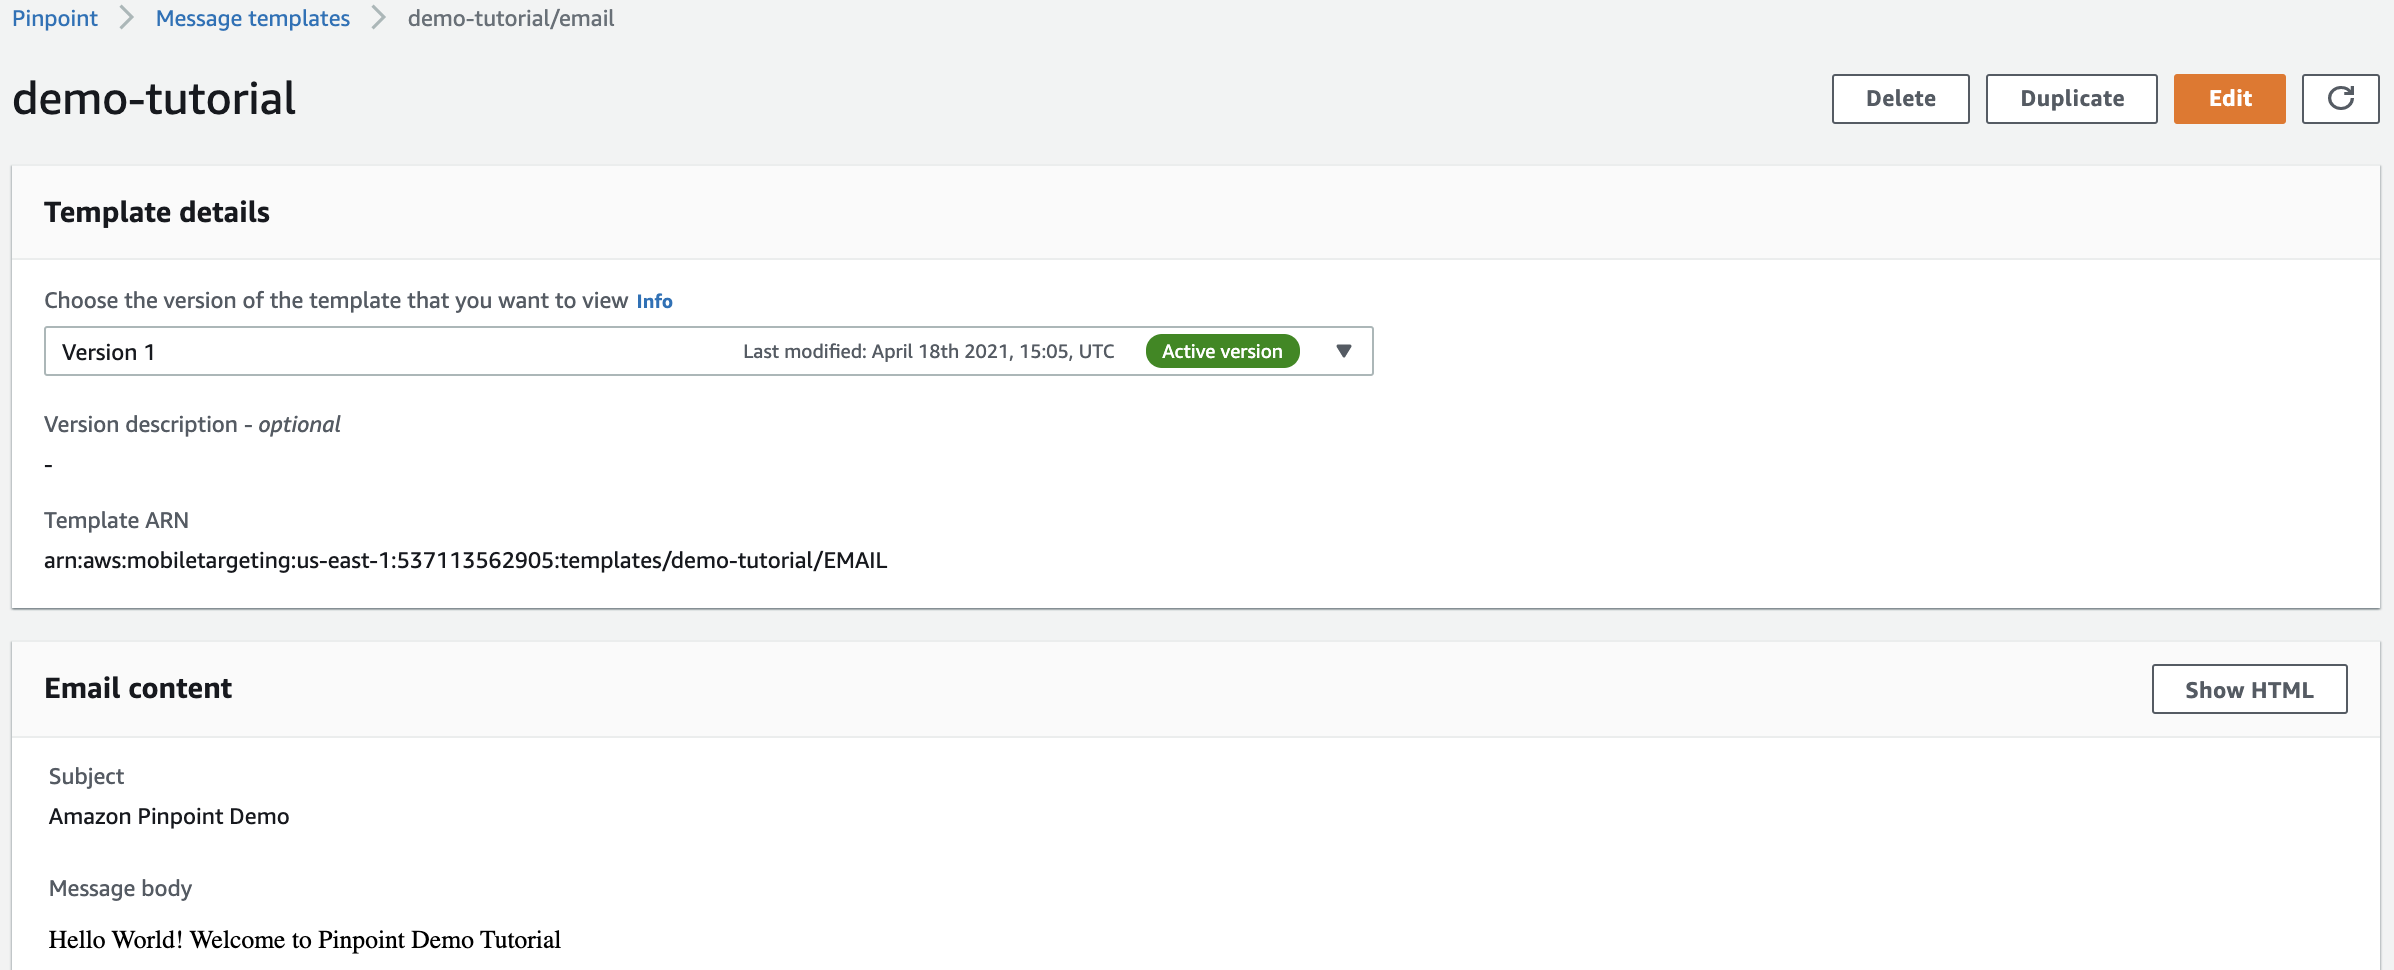 Pinpoint > Message templates > demo-tutorial/email
demo-tutorial
Delete
Duplicate
Edit
Template details
Choose the version of the template that you want to view Info
Version 1 Last modified: April 18th 2021, 15:05, UTC Active version
Version description - optional
-
Template ARN
arn:aws:mobiletargeting:us-east-1:537113562905:templates/demo-tutorial/EMAIL
Email content
Show HTML
Subject
Amazon Pinpoint Demo
Message body
Hello World! Welcome to Pinpoint Demo Tutorial